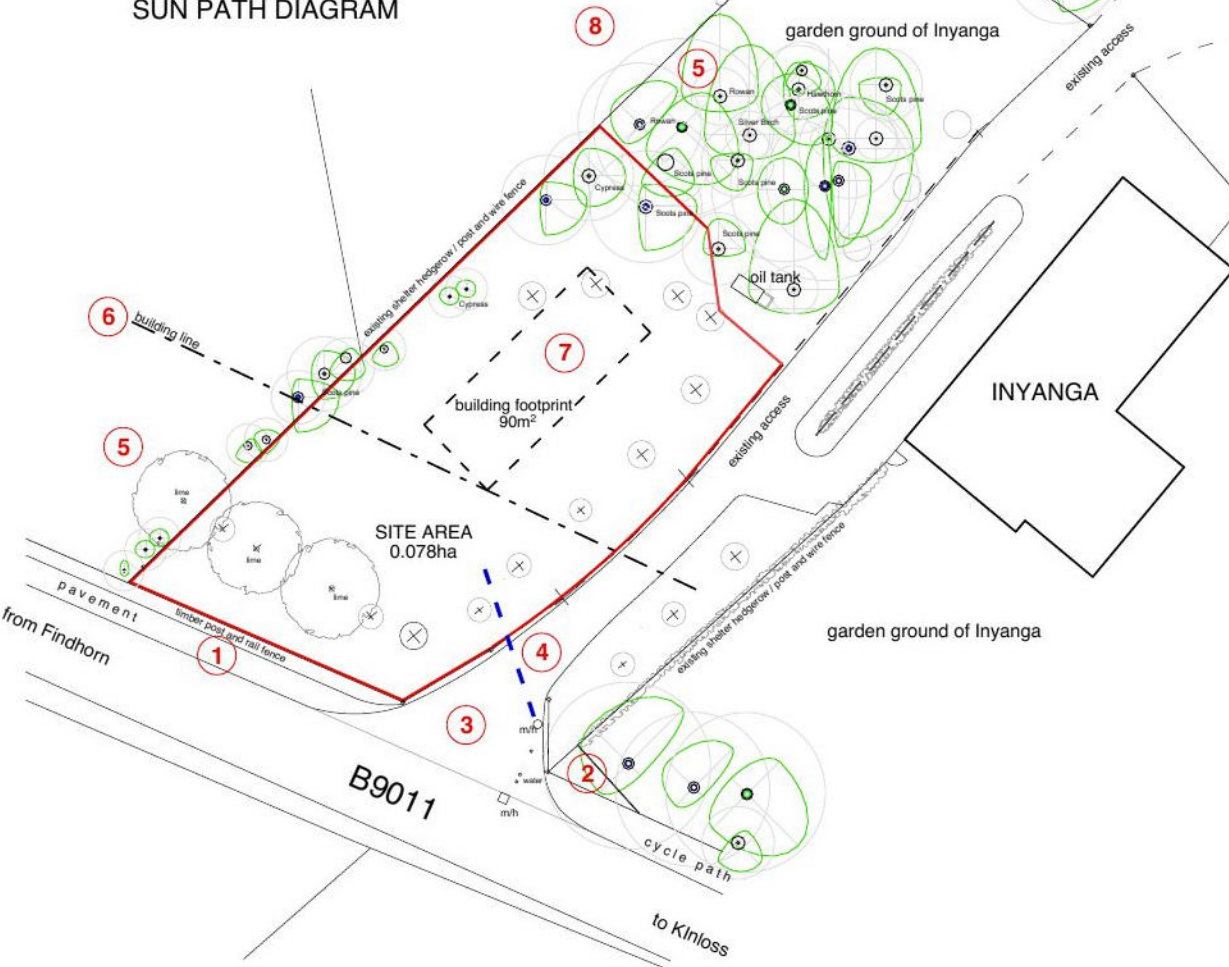 SUN PATH DIAGRAM
8
garden ground of Inyanga
5
existing access
Rowan
Hawthorn
Scots pine
Scots pine
Rowan
Silver Birch
Scots pine
Scots pine
Cypress
Scots pine
Scots pine
existing shelter hedgerow / post and wire fence
oil tank
Cypress
6
building line
7
Scots pine
INYANGA
building footprint
90m²
existing access
5
lime
SITE AREA
0.078ha
lime
lime
existing shelter hedgerow / post and wire fence
garden ground of Inyanga
pavement
timber post and rail fence
from Findhorn
1
4
3
m/h
2
water
B9011
m/h
cycle path
to KInloss